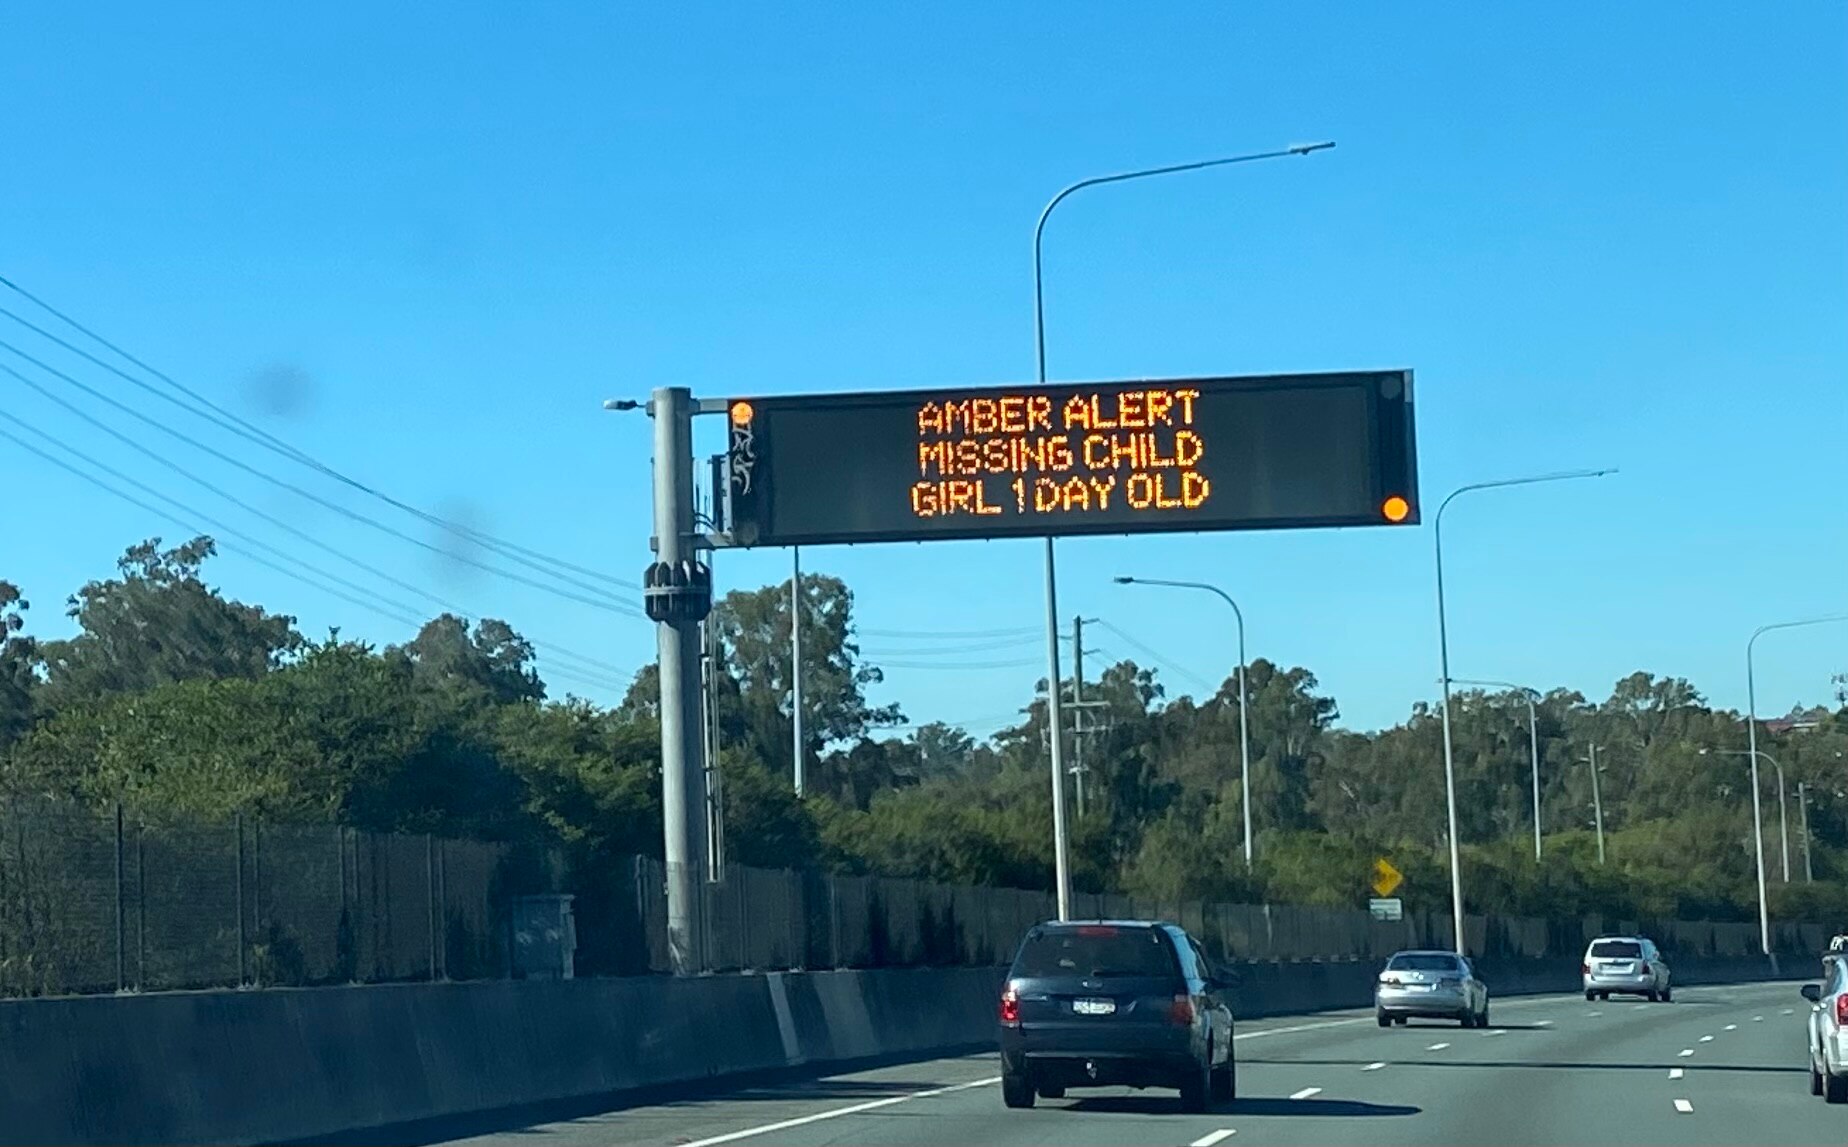 AMBER ALERT
MISSING CHILD
GIRL 1 DAY OLD